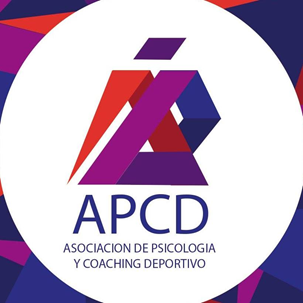 APCD
ASOCIACION DE PSICOLOGIA
Y COACHING DEPORTIVO